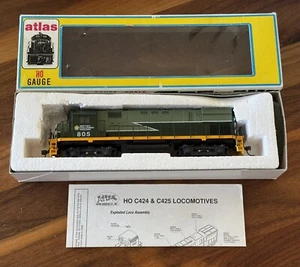 atlas
HO
GAUGE
805
HO C424 & C425 LOCOMOTIVES
Exploded Loco Assembly